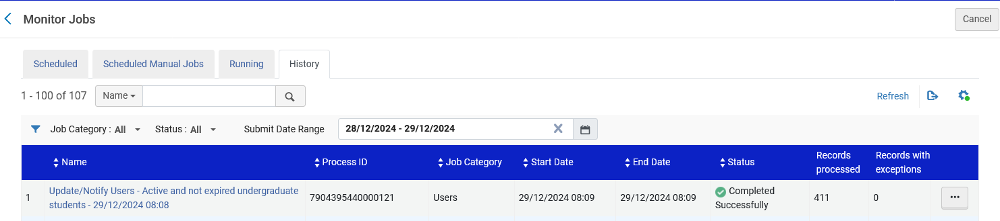 Monitor Jobs
Cancel
Scheduled
Scheduled Manual Jobs
Running
History
1 - 100 of 107
Name
Refresh
Job Category : All
Status : All
Submit Date Range
28/12/2024 - 29/12/2024
Name
Process ID
Job Category
Start Date
End Date
Status
Records
processed
Records with
exceptions
1
Update/Notify Users - Active and not expired undergraduate
students - 29/12/2024 08:08
7904395440000121
Users
29/12/2024 08:09
29/12/2024 08:09
Completed
Successfully
411
0